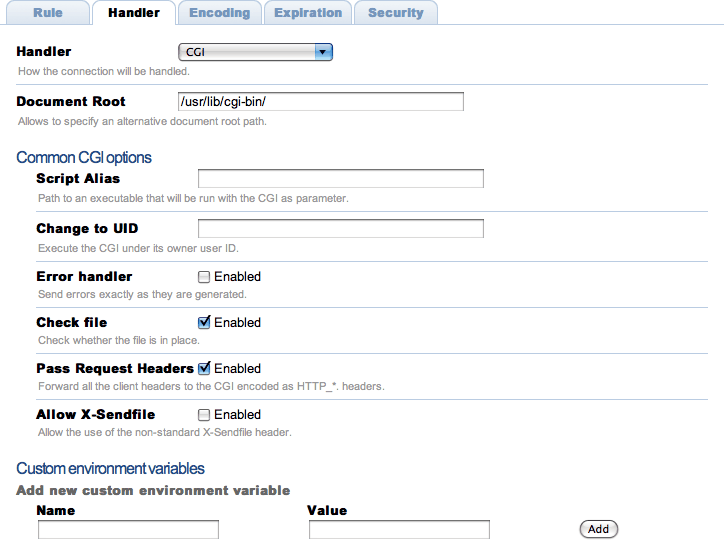 Rule Handler Encoding Expiration Security
Handler CGI
How the connection will be handled.
Document Root /usr/lib/cgi-bin/
Allows to specify an alternative document root path.
Common CGI options
Script Alias
Path to an executable that will be run with the CGI as parameter.
Change to UID
Execute the CGI under its owner user ID.
Error handler Enabled
Send errors exactly as they are generated.
Check file Enabled
Check whether the file is in place.
Pass Request Headers Enabled
Forward all the client headers to the CGI encoded as HTTP_*. headers.
Allow X-Sendfile Enabled
Allow the use of the non-standard X-Sendfile header.
Custom environment variables
Add new custom environment variable
Name Value
Add